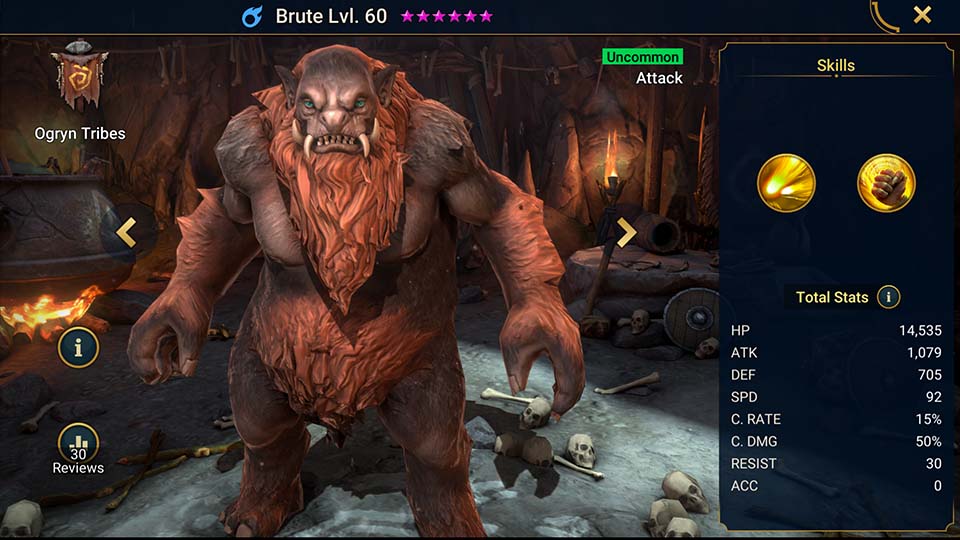 Brute Lvl. 60
Ogryn Tribes
Uncommon
Attack
Skills
Total Stats i
HP 14,535
ATK 1,079
DEF 705
SPD 92
C. RATE 15%
C. DMG 50%
RESIST 30
ACC 0
i
30
Reviews